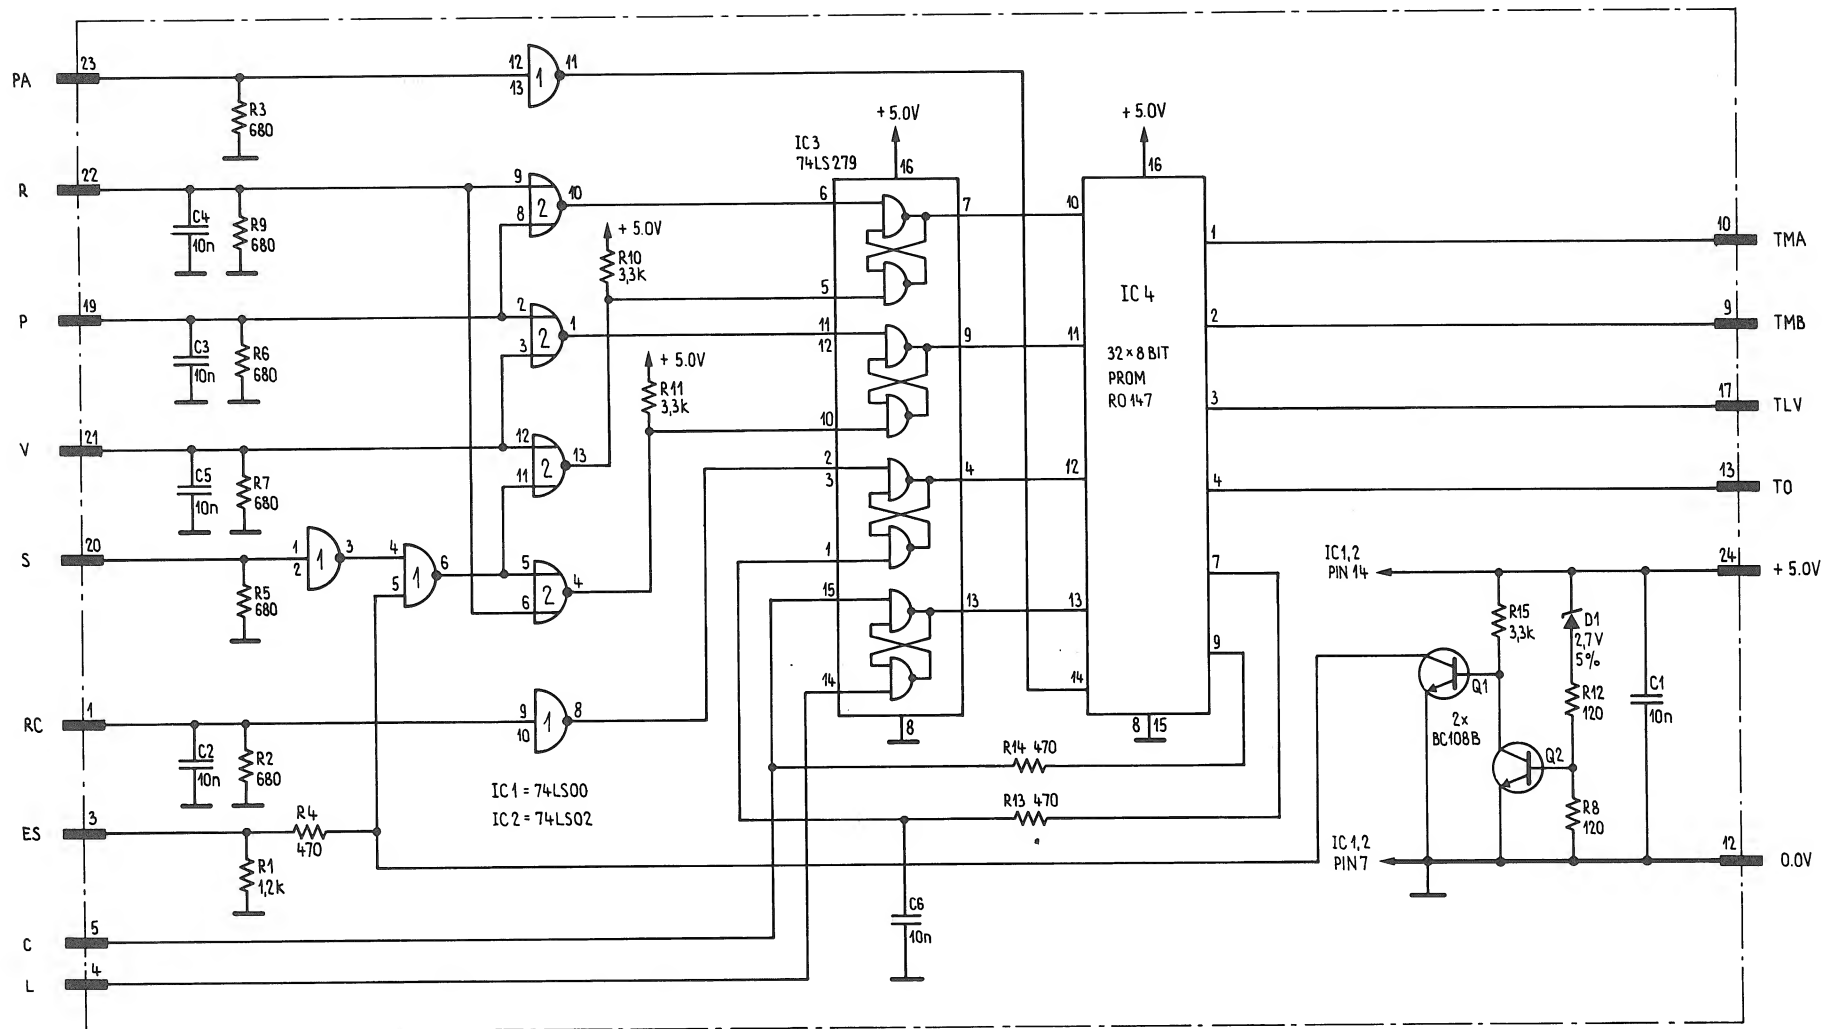 PA
23
R3
680
12
13
1
11
R
22
C4
10n
R9
680
9
8
2
10
P
19
C3
10n
R6
680
2
3
2
1
V
21
C5
10n
R7
680
12
11
2
13
S
20
R5
680
1
2
1
3
4
5
1
6
5
6
2
4
RC
1
C2
10n
R2
680
9
10
1
8
ES
3
R1
1,2k
R4
470
C
5
L
4
IC1 = 74LS00
IC2 = 74LS02
+ 5.0V
R10
3,3k
+ 5.0V
R11
3,3k
IC3
74LS279
+ 5.0V
16
6
5
7
11
12
10
9
2
3
1
4
15
14
13
8
R14 470
R13 470
C6
10n
+ 5.0V
16
IC4
32×8BIT
PROM
RO147
10
11
12
13
14
1
2
3
4
7
9
8
15
10
TMA
9
TMB
17
TLV
13
TO
24
+ 5.0V
IC1,2
PIN 14
R15
3,3k
D1
2,7V
5%
R12
120
C1
10n
Q1
2x
BC108B
Q2
R8
120
IC1,2
PIN7
12
0.0V